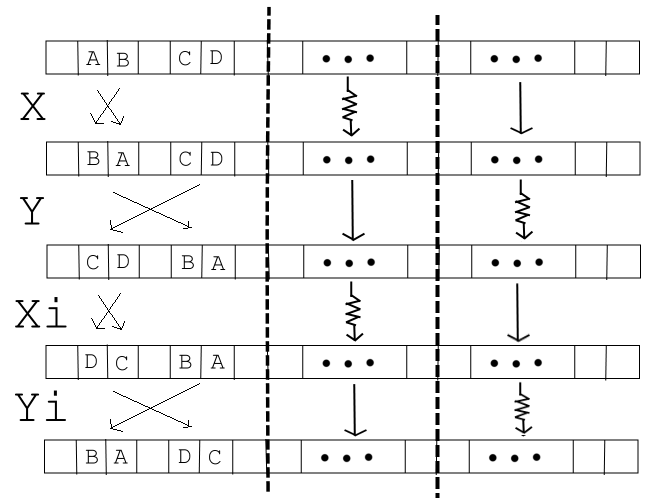 A B C D
X
B A C D
Y
C D B A
Xi
D C B A
Yi
B A D C